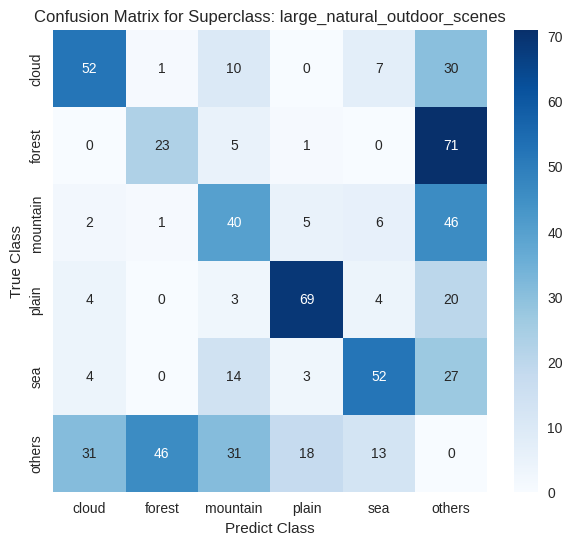 Confusion Matrix for Superclass: large_natural_outdoor_scenes
cloud 52 1 10 0 7 30
forest 0 23 5 1 0 71
mountain 2 1 40 5 6 46
plain 4 0 3 69 4 20
sea 4 0 14 3 52 27
others 31 46 31 18 13 0
cloud forest mountain plain sea others
True Class
Predict Class
70
60
50
40
30
20
10
0